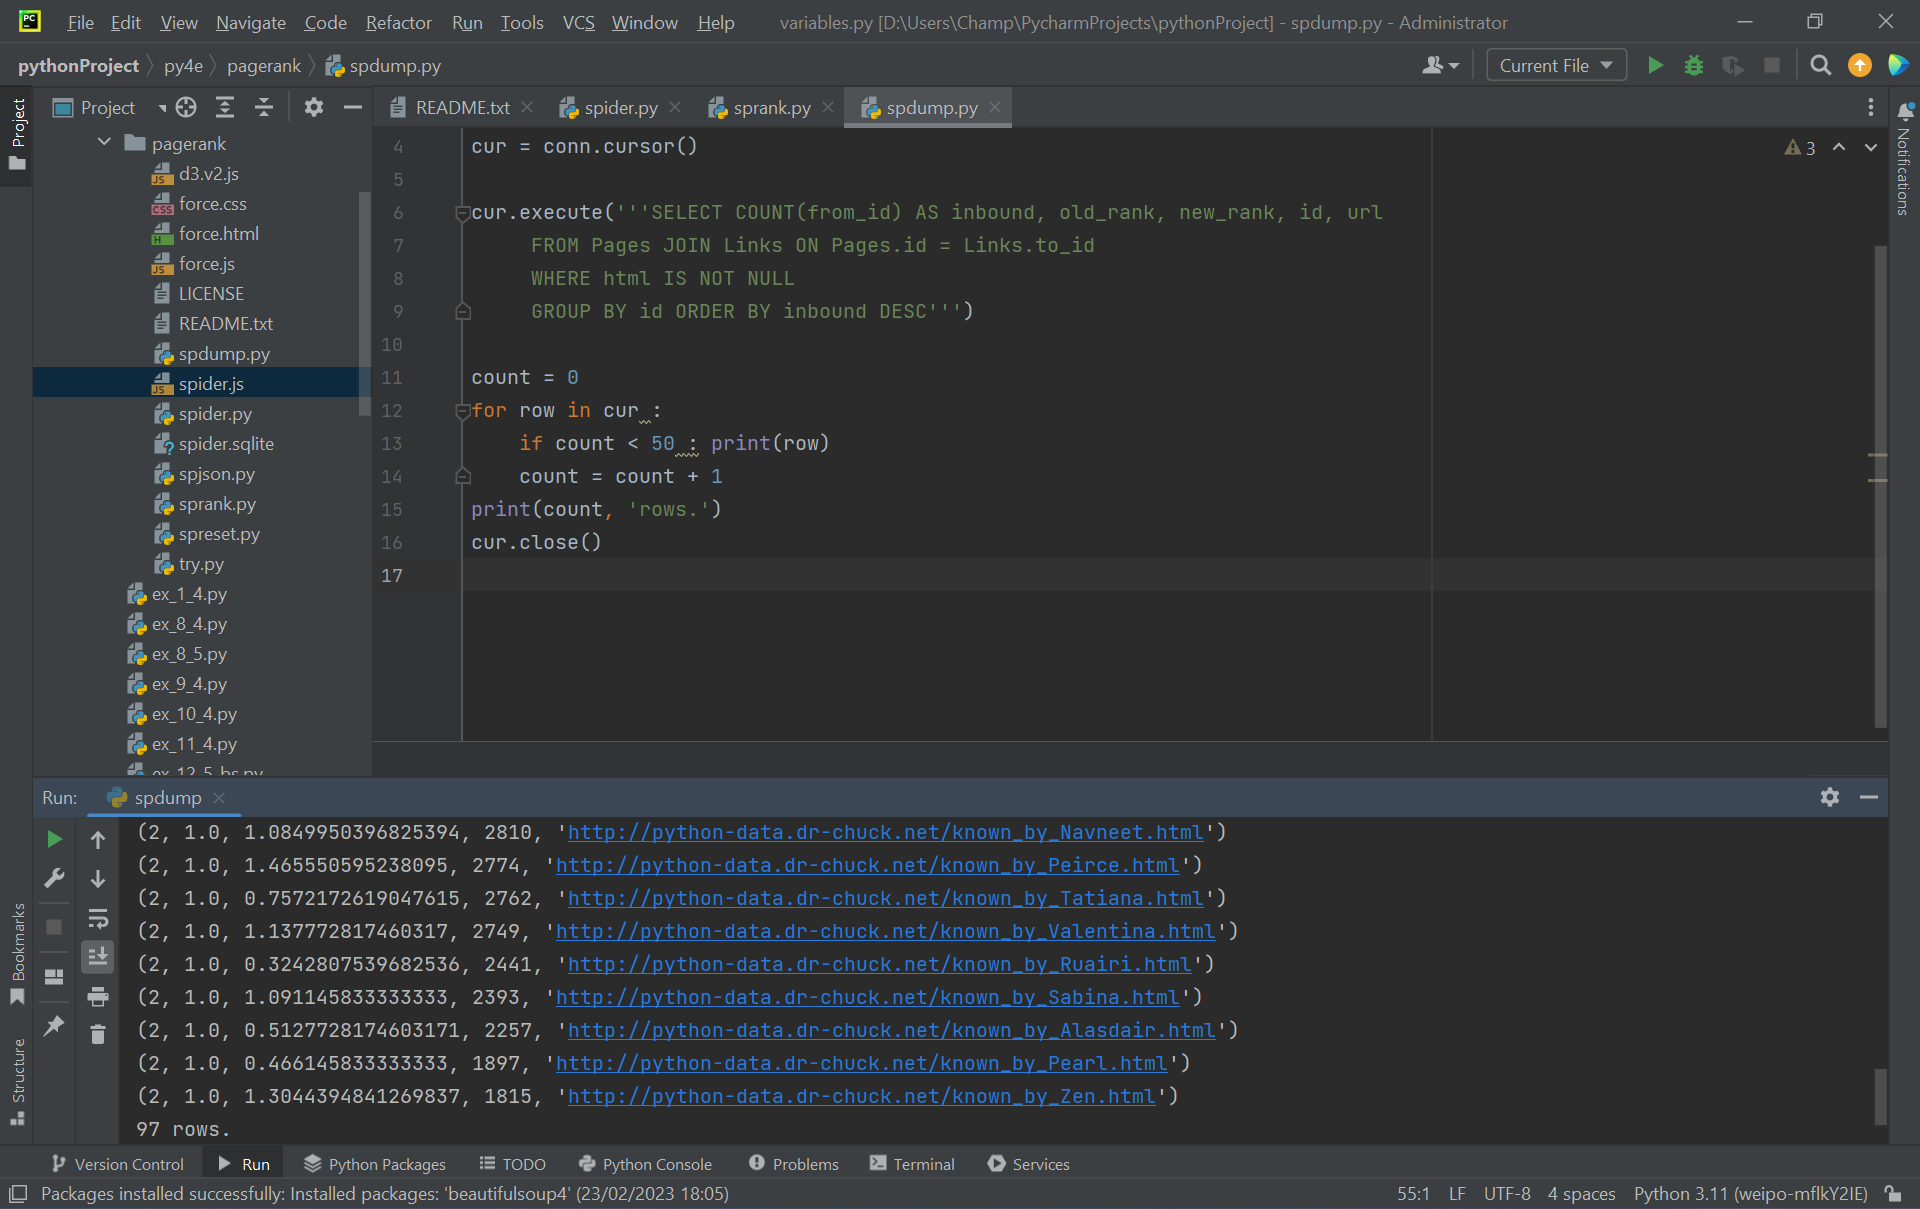 PC File Edit View Navigate Code Refactor Run Tools VCS Window Help variables.py [D:\Users\Champ\PycharmProjects\pythonProject] - spdump.py - Administrator
pythonProject py4e pagerank spdump.py Current File
Project
Project
README.txt spider.py sprank.py spdump.py
Notifications
pagerank
d3.v2.js
force.css
force.html
force.js
LICENSE
README.txt
spdump.py
spider.js
spider.py
spider.sqlite
spjson.py
sprank.py
spreset.py
try.py
ex_1_4.py
ex_8_4.py
ex_8_5.py
ex_9_4.py
ex_10_4.py
ex_11_4.py
ex_12_5_bs.py
3
4 cur = conn.cursor()
5
6 cur.execute('''SELECT COUNT(from_id) AS inbound, old_rank, new_rank, id, url
7 FROM Pages JOIN Links ON Pages.id = Links.to_id
8 WHERE html IS NOT NULL
9 GROUP BY id ORDER BY inbound DESC''')
10
11 count = 0
12 for row in cur :
13 if count < 50 : print(row)
14 count = count + 1
15 print(count, 'rows.')
16 cur.close()
17
Run: spdump
(2, 1.0, 1.0849950396825394, 2810, 'http://python-data.dr-chuck.net/known_by_Navneet.html')
(2, 1.0, 1.465550595238095, 2774, 'http://python-data.dr-chuck.net/known_by_Peirce.html')
(2, 1.0, 0.7572172619047615, 2762, 'http://python-data.dr-chuck.net/known_by_Tatiana.html')
(2, 1.0, 1.137772817460317, 2749, 'http://python-data.dr-chuck.net/known_by_Valentina.html')
(2, 1.0, 0.3242807539682536, 2441, 'http://python-data.dr-chuck.net/known_by_Ruairi.html')
(2, 1.0, 1.091145833333333, 2393, 'http://python-data.dr-chuck.net/known_by_Sabina.html')
(2, 1.0, 0.5127728174603171, 2257, 'http://python-data.dr-chuck.net/known_by_Alasdair.html')
(2, 1.0, 0.466145833333333, 1897, 'http://python-data.dr-chuck.net/known_by_Pearl.html')
(2, 1.0, 1.3044394841269837, 1815, 'http://python-data.dr-chuck.net/known_by_Zen.html')
97 rows.
Bookmarks
Structure
Version Control Run Python Packages TODO Python Console Problems Terminal Services
Packages installed successfully: Installed packages: 'beautifulsoup4' (23/02/2023 18:05) 55:1 LF UTF-8 4 spaces Python 3.11 (weipo-mflkY2IE)